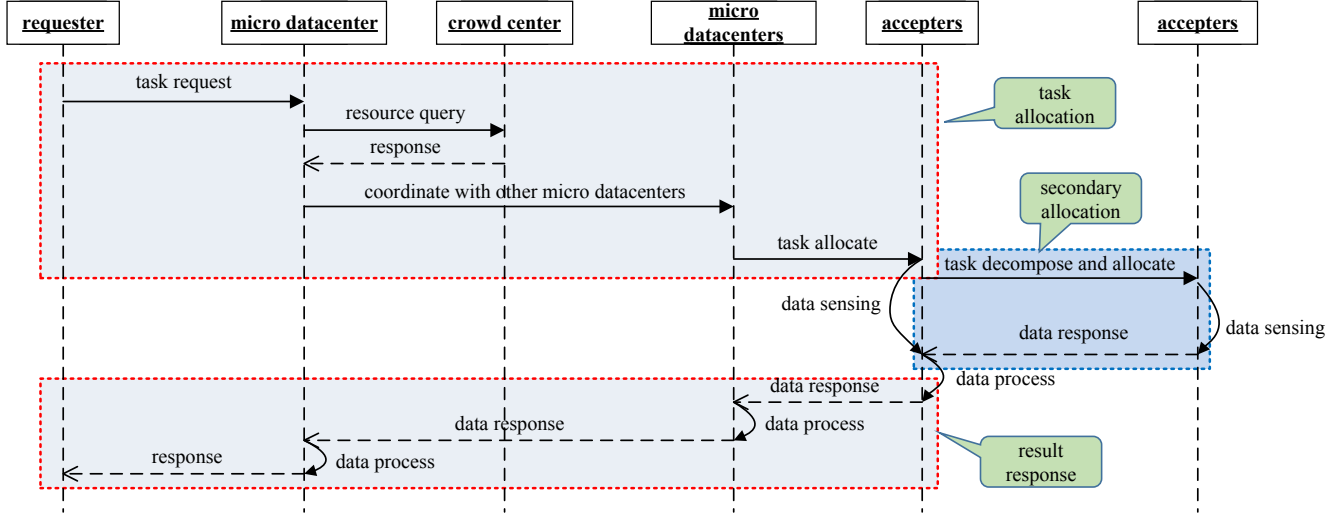 requester
micro datacenter
crowd center
micro
datacenters
accepters
accepters
task request
task
allocation
resource query
response
coordinate with other micro datacenters
secondary
allocation
task allocate
task decompose and allocate
data sensing
data response
data sensing
data process
data response
data process
data response
response
data process
result
response